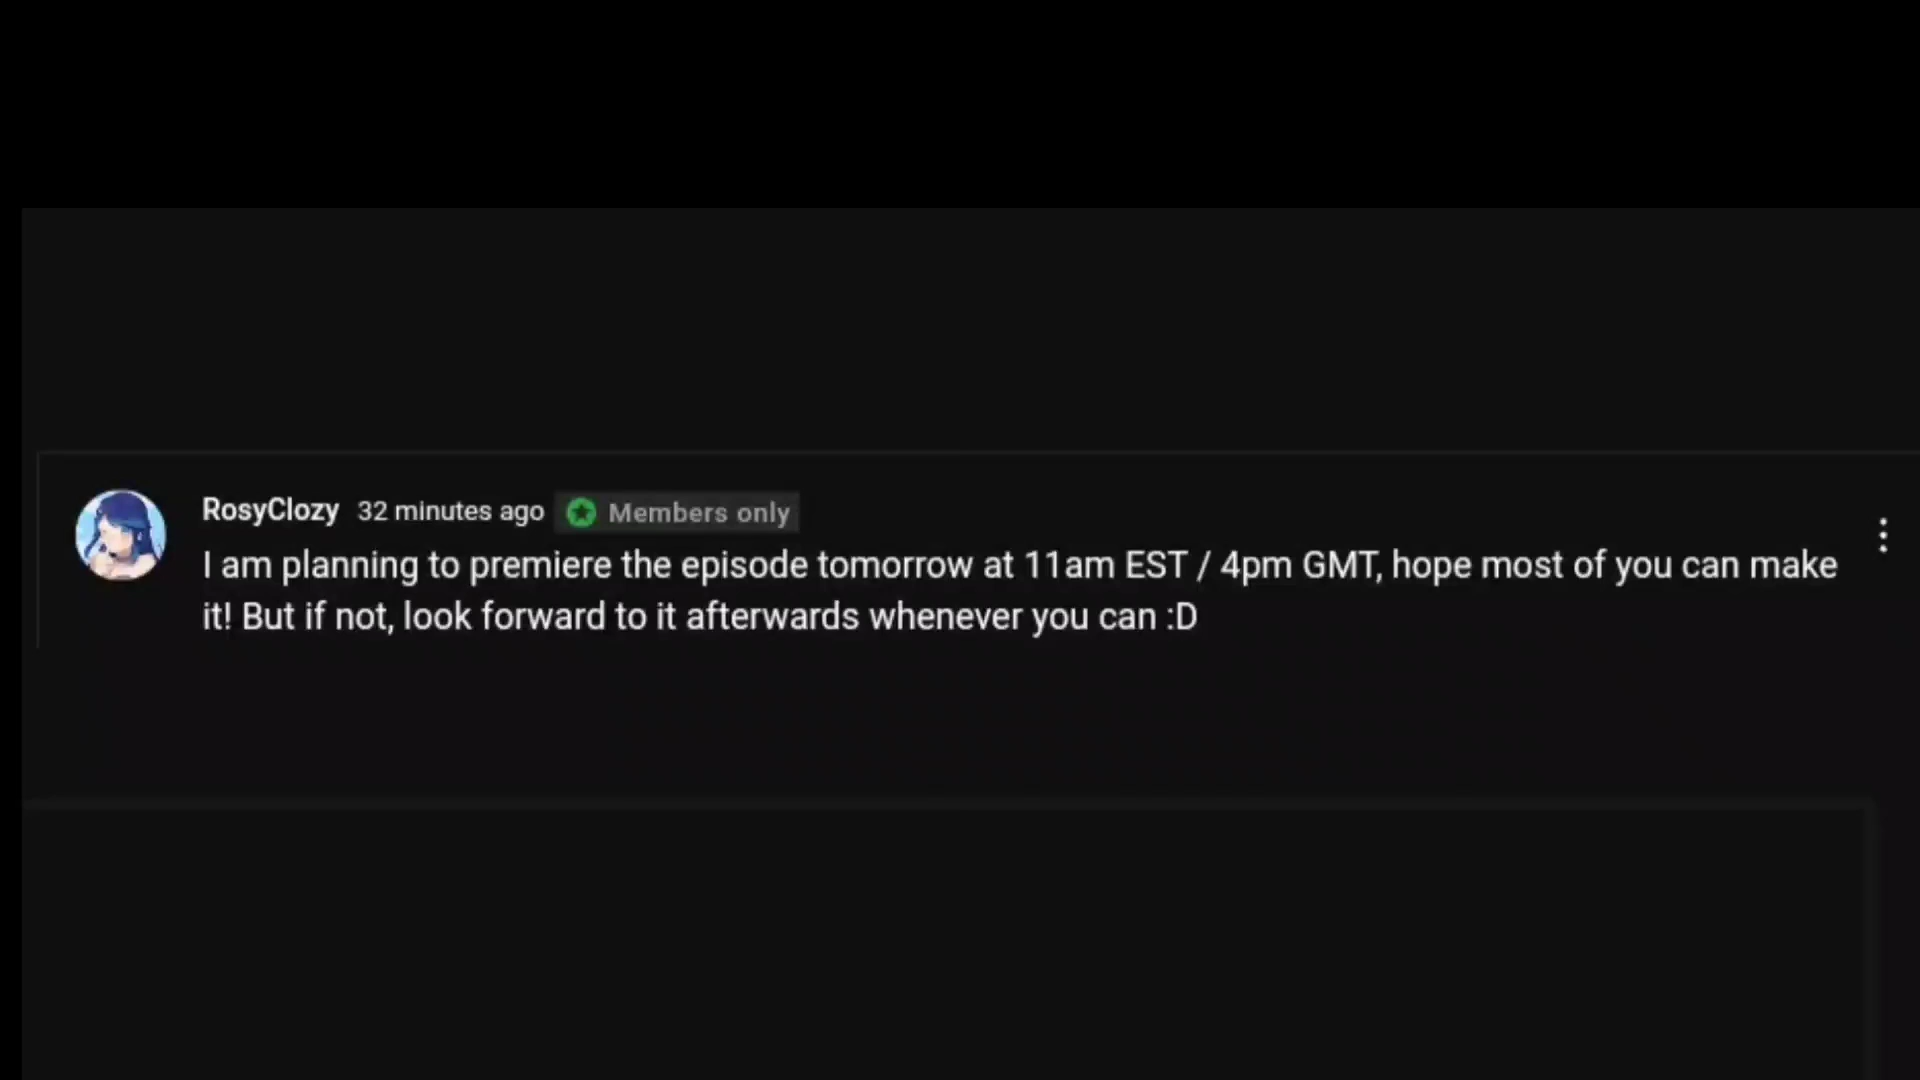 RosyClozy 32 minutes ago Members only
I am planning to premiere the episode tomorrow at 11am EST / 4pm GMT, hope most of you can make
it! But if not, look forward to it afterwards whenever you can :D